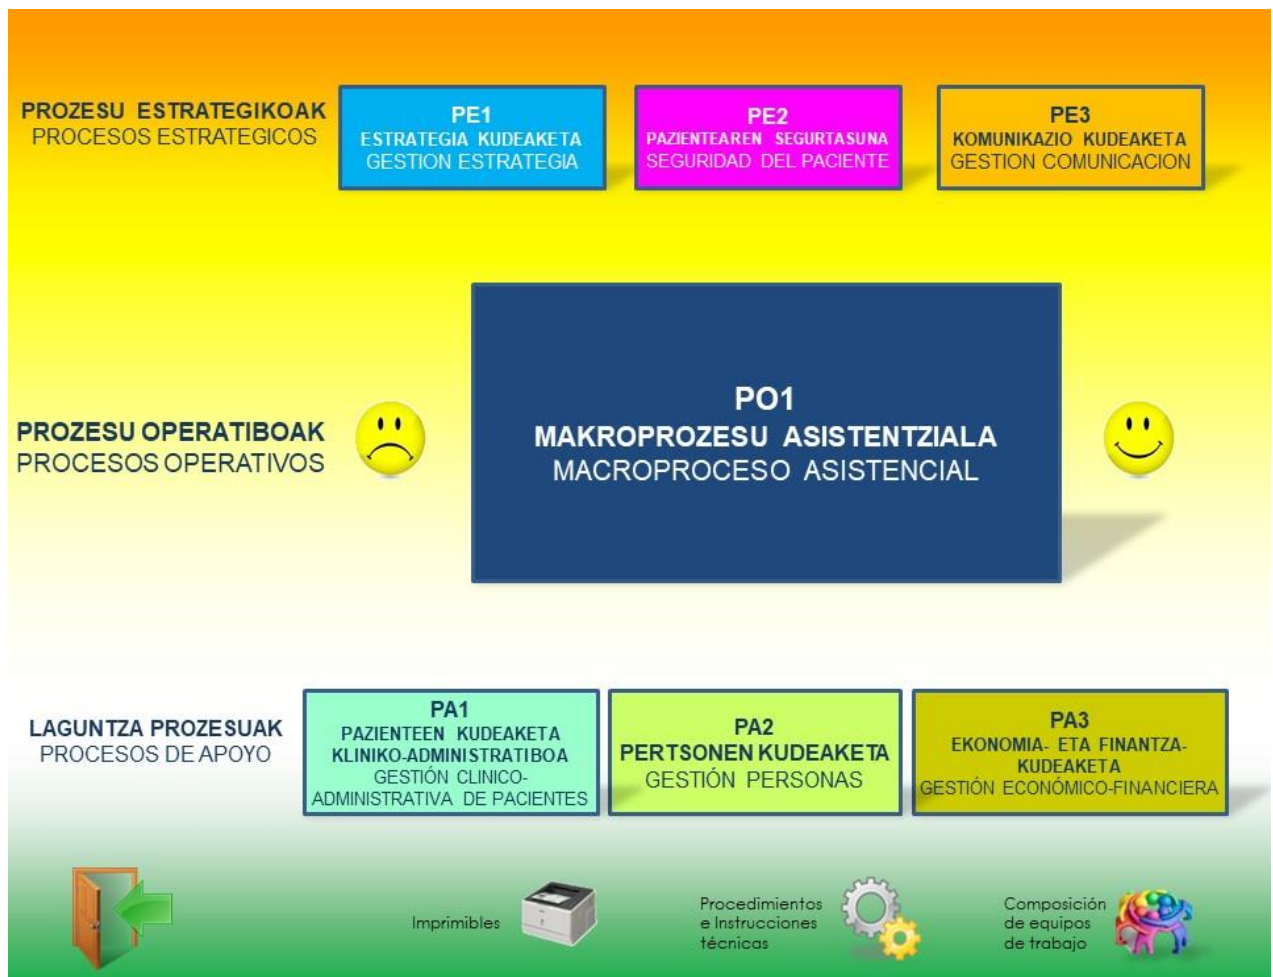 PROZESU ESTRATEGIKOAK
PROCESOS ESTRATEGICOS
PE1
ESTRATEGIA KUDEAKETA
GESTION ESTRATEGIA
PE2
PAZIENTEAREN SEGURTASUNA
SEGURIDAD DEL PACIENTE
PE3
KOMUNIKAZIO KUDEAKETA
GESTION COMUNICACION
PROZESU OPERATIBOAK
PROCESOS OPERATIVOS
PO1
MAKROPROZESU ASISTENTZIALA
MACROPROCESO ASISTENCIAL
LAGUNTZA PROZESUAK
PROCESOS DE APOYO
PA1
PAZIENTEEN KUDEAKETA
KLINIKO-ADMINISTRATIBOA
GESTIÓN CLINICO-
ADMINISTRATIVA DE PACIENTES
PA2
PERTSONEN KUDEAKETA
GESTIÓN PERSONAS
PA3
EKONOMIA- ETA FINANTZA-
KUDEAKETA
GESTIÓN ECONÓMICO-FINANCIERA
Imprimibles
Procedimientos
e Instrucciones
técnicas
Composición
de equipos
de trabajo